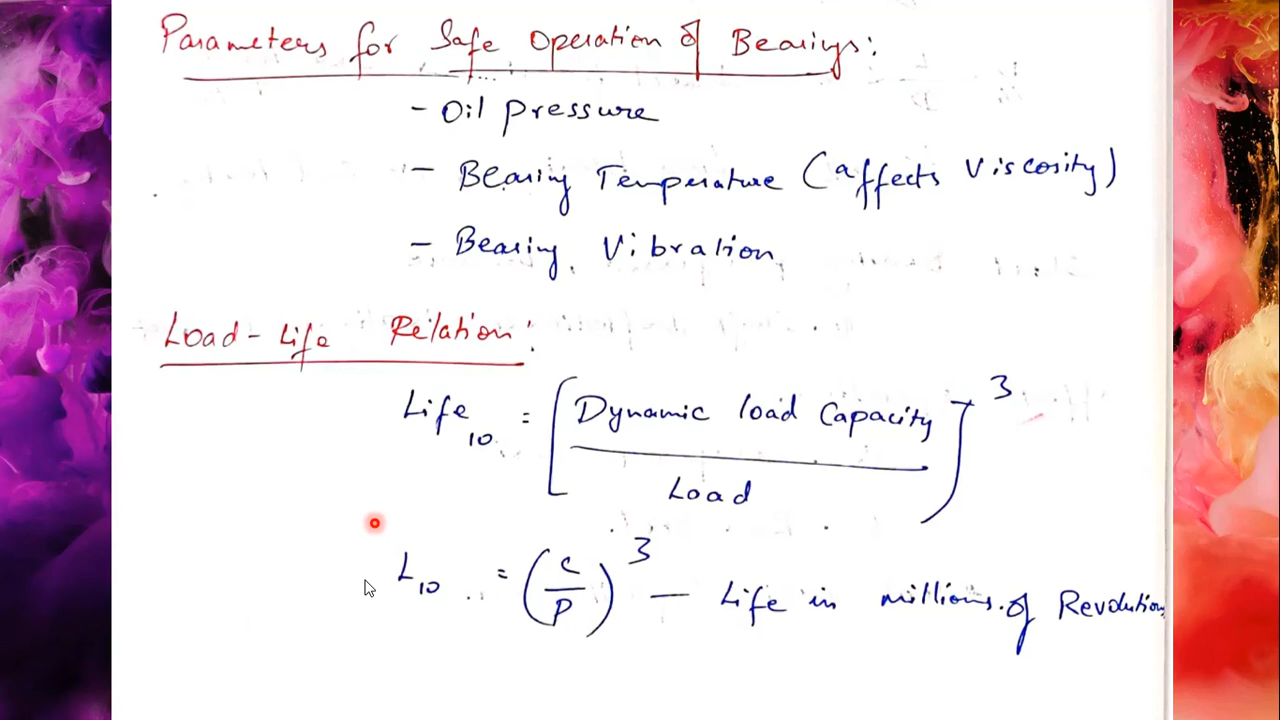 Parameters for Safe Operation of Bearings:
- Oil pressure
- Bearing Temperature (affects Viscosity)
- Bearing Vibration
Load-Life Relation:
Life10 = [Dynamic load Capacity / Load]^3
L10 = (C/P)^3 — Life in millions of Revolution